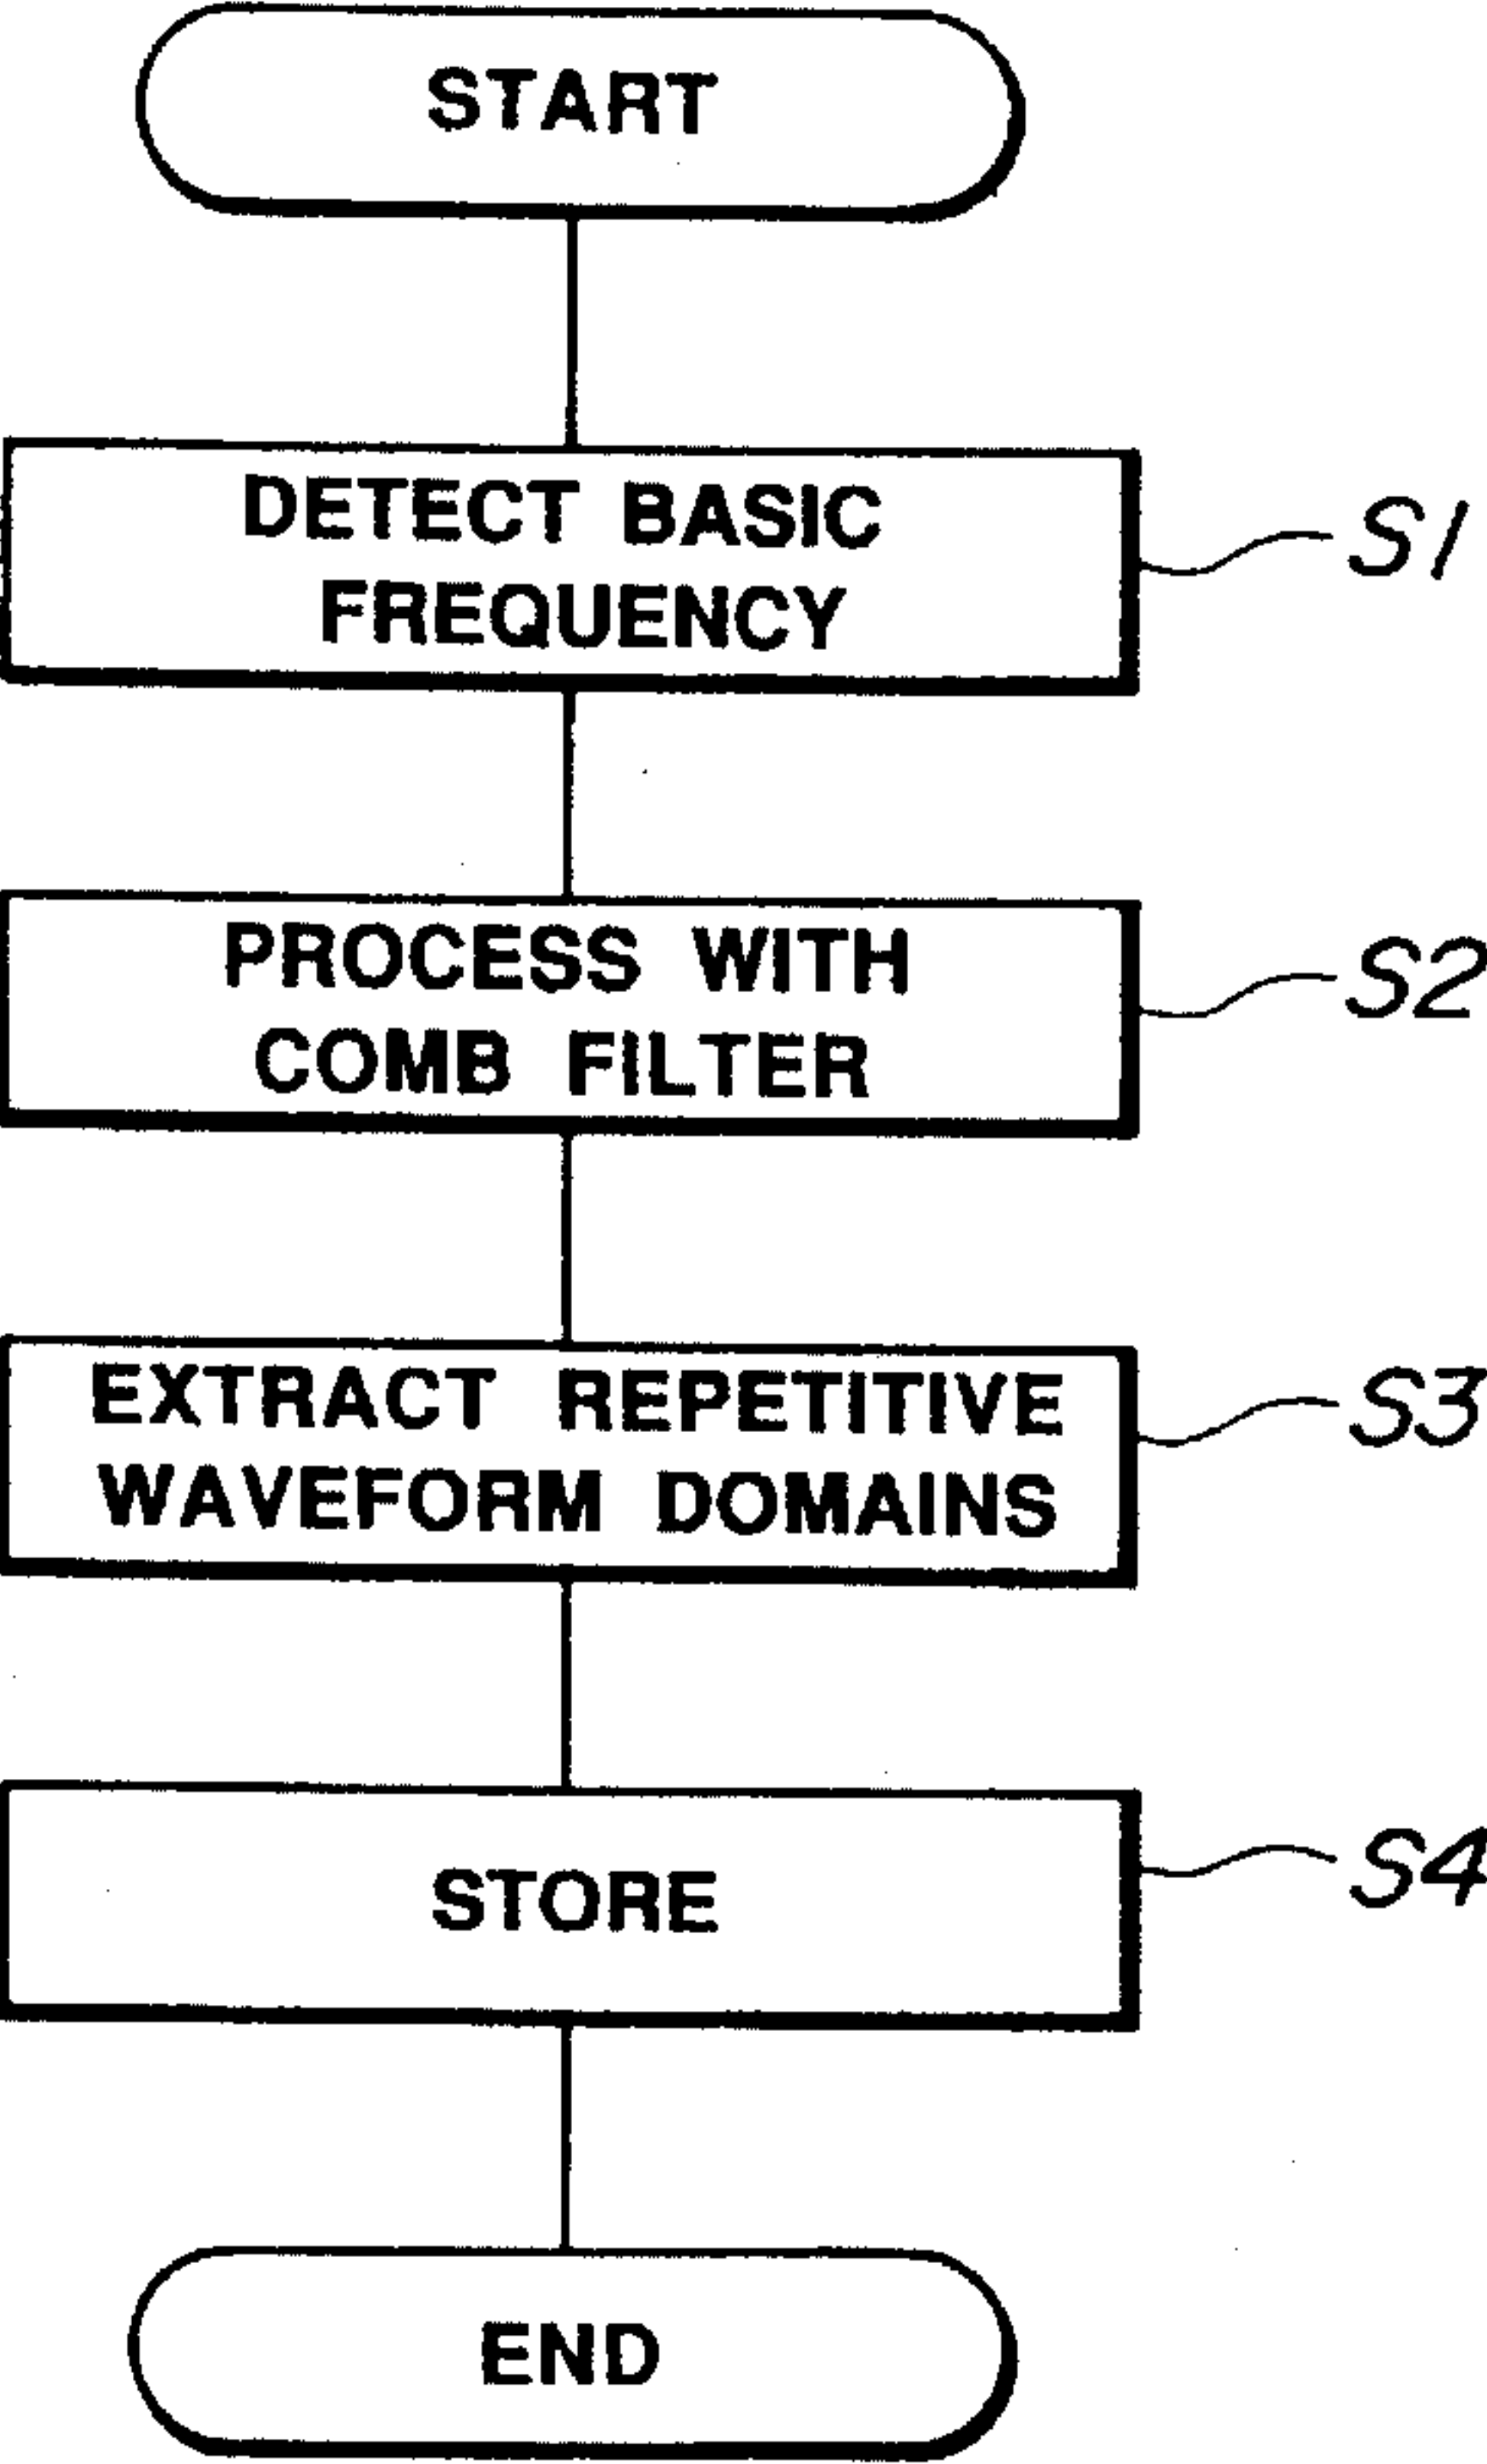 START
DETECT BASIC
FREQUENCY
S1
PROCESS WITH
COMB FILTER
S2
EXTRACT REPETITIVE
WAVEFORM DOMAINS
S3
STORE
S4
END